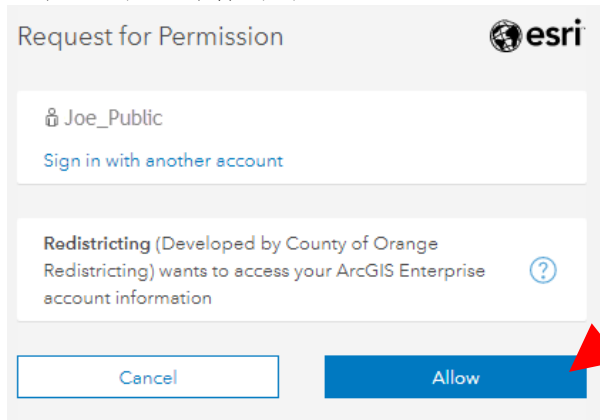 Request for Permission
esri
Joe_Public
Sign in with another account
Redistricting (Developed by County of Orange
Redistricting) wants to access your ArcGIS Enterprise
account information
?
Cancel
Allow